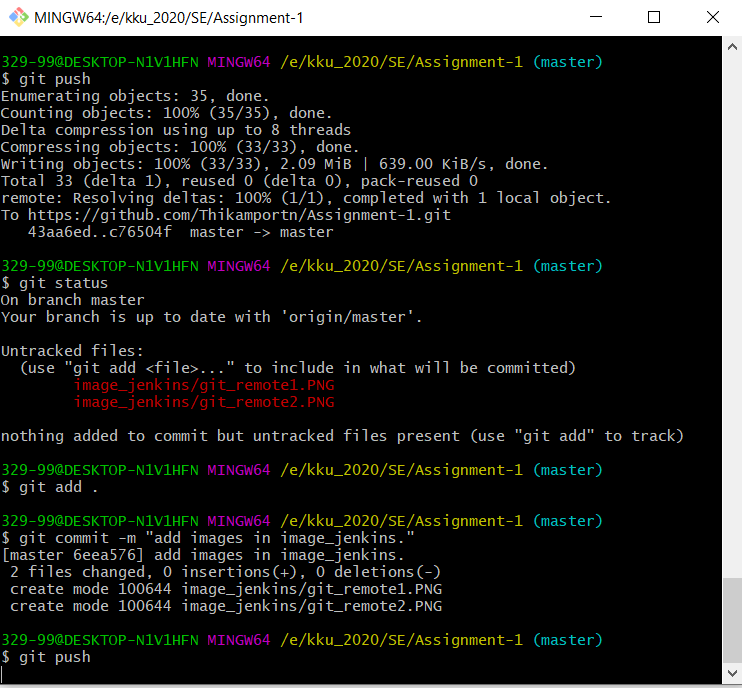 MINGW64:/e/kku_2020/SE/Assignment-1
329-99@DESKTOP-N1V1HFN MINGW64 /e/kku_2020/SE/Assignment-1 (master)
$ git push
Enumerating objects: 35, done.
Counting objects: 100% (35/35), done.
Delta compression using up to 8 threads
Compressing objects: 100% (33/33), done.
Writing objects: 100% (33/33), 2.09 MiB | 639.00 KiB/s, done.
Total 33 (delta 1), reused 0 (delta 0), pack-reused 0
remote: Resolving deltas: 100% (1/1), completed with 1 local object.
To https://github.com/Thikamportn/Assignment-1.git
   43aa6ed..c76504f  master -> master
329-99@DESKTOP-N1V1HFN MINGW64 /e/kku_2020/SE/Assignment-1 (master)
$ git status
On branch master
Your branch is up to date with 'origin/master'.
Untracked files:
  (use "git add <file>..." to include in what will be committed)
        image_jenkins/git_remote1.PNG
        image_jenkins/git_remote2.PNG
nothing added to commit but untracked files present (use "git add" to track)
329-99@DESKTOP-N1V1HFN MINGW64 /e/kku_2020/SE/Assignment-1 (master)
$ git add .
329-99@DESKTOP-N1V1HFN MINGW64 /e/kku_2020/SE/Assignment-1 (master)
$ git commit -m "add images in image_jenkins."
[master 6eea576] add images in image_jenkins.
 2 files changed, 0 insertions(+), 0 deletions(-)
 create mode 100644 image_jenkins/git_remote1.PNG
 create mode 100644 image_jenkins/git_remote2.PNG
329-99@DESKTOP-N1V1HFN MINGW64 /e/kku_2020/SE/Assignment-1 (master)
$ git push